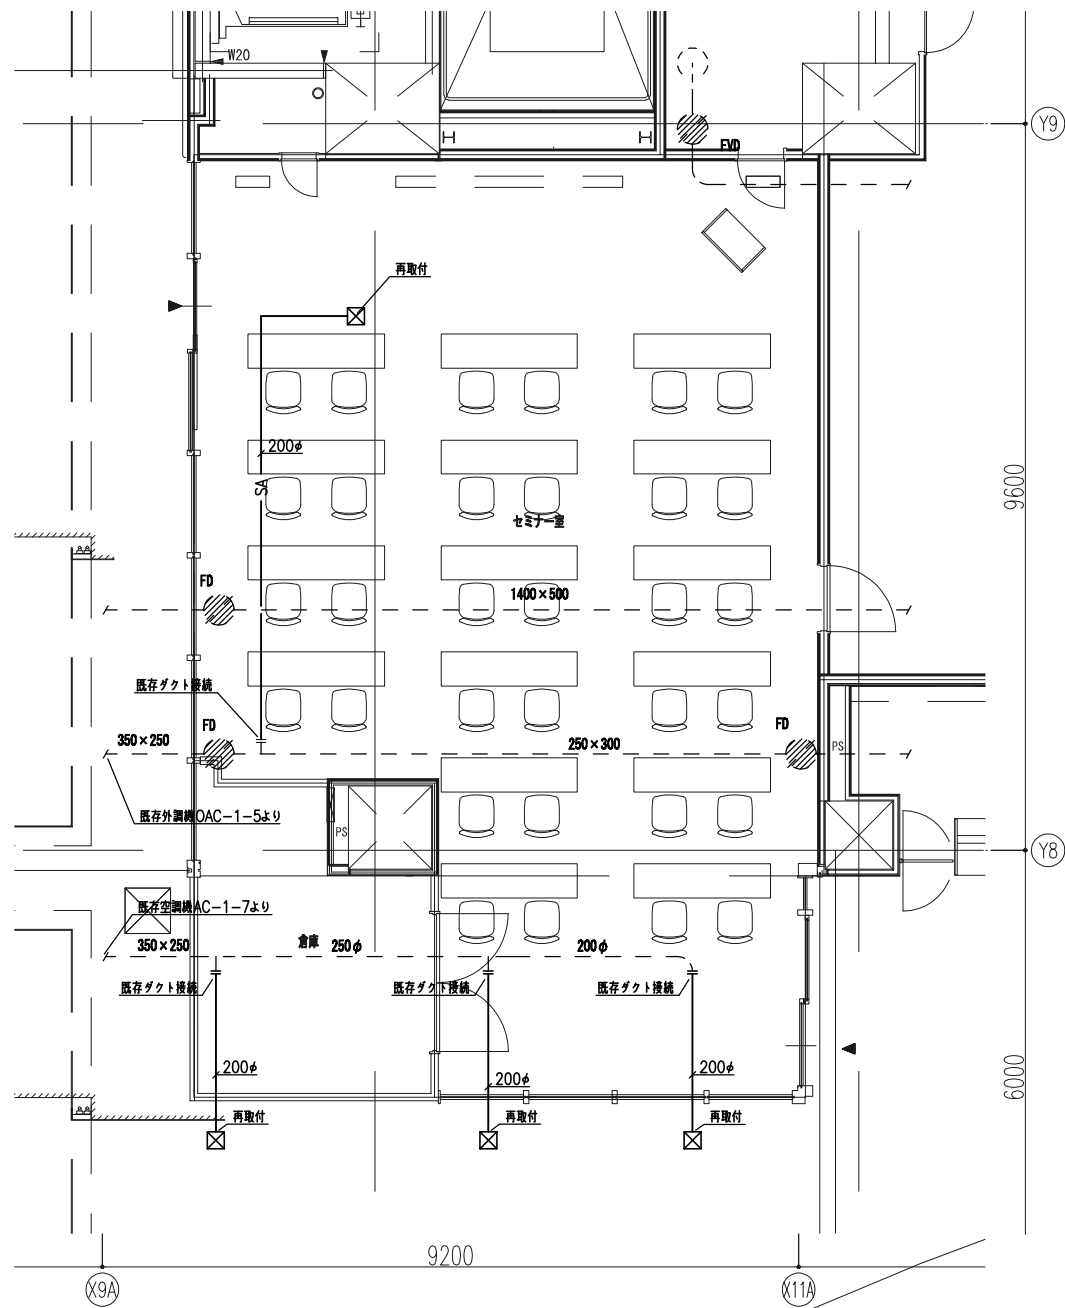 W20
Y9
FVD
再取付
200φ
9600
SA
セミナー室
FD
1400×500
既存ダクト接続
FD
FD
350×250
250×300
PS
既存外調機OAC-1-5より
PS
Y8
既存空調機AC-1-7より
350×250
倉庫
250φ
200φ
既存ダクト接続
既存ダクト接続
既存ダクト接続
200φ
200φ
200φ
6000
再取付
再取付
再取付
9200
X9A
X11A